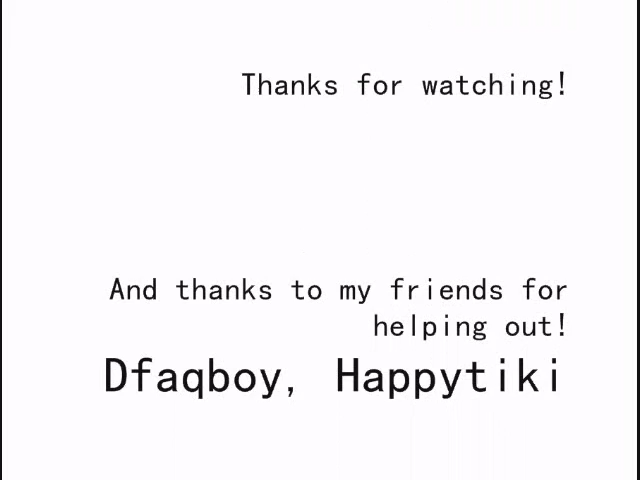 Thanks for watching!
And thanks to my friends for
helping out!
Dfaqboy, Happytiki